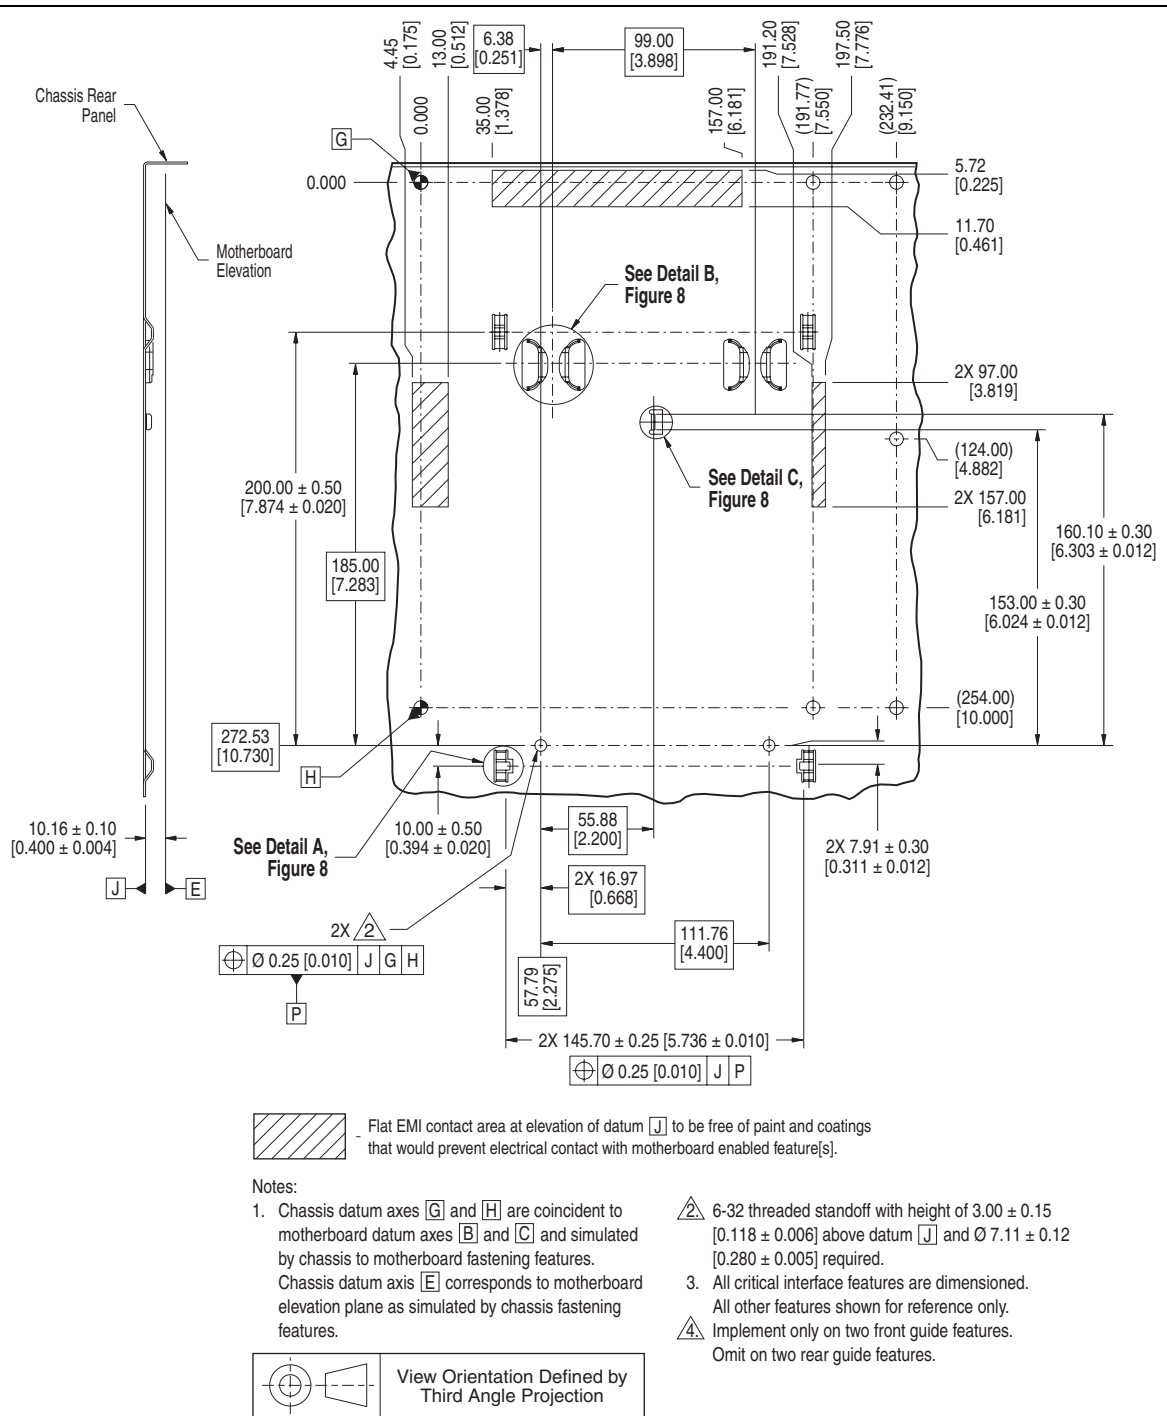 4.45
[0.175]
13.00
[0.512]
6.38
[0.251]
99.00
[3.898]
191.20
[7.528]
197.50
[7.776]
0.000
35.00
[1.378]
157.00
[6.181]
(191.77)
[7.550]
(232.41)
[9.150]
Chassis Rear
Panel
G
0.000
5.72
[0.225]
11.70
[0.461]
Motherboard
Elevation
See Detail B,
Figure 8
2X 97.00
[3.819]
(124.00)
[4.882]
See Detail C,
Figure 8
2X 157.00
[6.181]
200.00 ± 0.50
[7.874 ± 0.020]
160.10 ± 0.30
[6.303 ± 0.012]
185.00
[7.283]
153.00 ± 0.30
[6.024 ± 0.012]
(254.00)
[10.000]
272.53
[10.730]
H
10.16 ± 0.10
[0.400 ± 0.004]
See Detail A,
Figure 8
10.00 ± 0.50
[0.394 ± 0.020]
55.88
[2.200]
2X 7.91 ± 0.30
[0.311 ± 0.012]
J
E
2X 16.97
[0.668]
2X 2
111.76
[4.400]
Ø 0.25 [0.010] J G H
57.79
[2.275]
P
2X 145.70 ± 0.25 [5.736 ± 0.010]
Ø 0.25 [0.010] J P
- Flat EMI contact area at elevation of datum J to be free of paint and coatings
that would prevent electrical contact with motherboard enabled feature[s].
Notes:
1. Chassis datum axes G and H are coincident to
motherboard datum axes B and C and simulated
by chassis to motherboard fastening features.
Chassis datum axis E corresponds to motherboard
elevation plane as simulated by chassis fastening
features.
2. 6-32 threaded standoff with height of 3.00 ± 0.15
[0.118 ± 0.006] above datum J and Ø 7.11 ± 0.12
[0.280 ± 0.005] required.
3. All critical interface features are dimensioned.
All other features shown for reference only.
4. Implement only on two front guide features.
Omit on two rear guide features.
View Orientation Defined by
Third Angle Projection